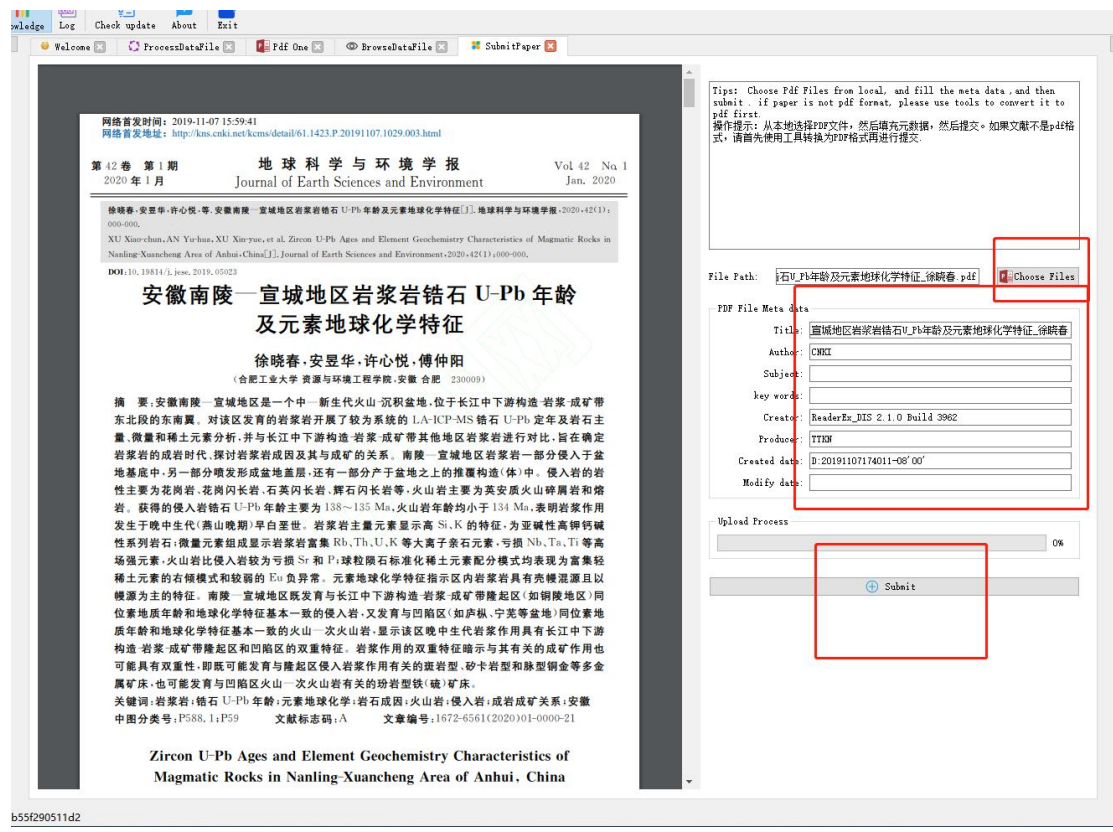 Log Check update About Exit
Welcome ProcessDataFile Pdf One BrowseDataFile SubmitPaper
网络首发时间：2019-11-07 15:59:41
网络首发地址：http://kns.cnki.net/kcms/detail/61.1423.P.20191107.1029.003.html
第 42 卷 第 1 期 地 球 科 学 与 环 境 学 报 Vol. 42 No. 1
2020 年 1 月 Journal of Earth Sciences and Environment Jan. 2020
徐晓春,安昱华,许心悦,等.安徽南陵—宣城地区岩浆岩锆石 U-Pb 年龄及元素地球化学特征[J].地球科学与环境学报,2020,42(1):
000-000.
XU Xiao-chun,AN Yu-hua,XU Xin-yue,et al. Zircon U-Pb Ages and Element Geochemistry Characteristics of Magmatic Rocks in
Nanling-Xuancheng Area of Anhui,China[J].Journal of Earth Sciences and Environment,2020,42(1):000-000.
DOI:10.19814/j.jese.2019.05023
安徽南陵—宣城地区岩浆岩锆石 U-Pb 年龄
及元素地球化学特征
徐晓春,安昱华,许心悦,傅仲阳
(合肥工业大学 资源与环境工程学院,安徽 合肥 230009)
摘 要:安徽南陵—宣城地区是一个中—新生代火山-沉积盆地,位于长江中下游构造-岩浆-成矿带
东北段的东南翼。对该区发育的岩浆岩开展了较为系统的 LA-ICP-MS 锆石 U-Pb 定年及岩石主
量、微量和稀土元素分析,并与长江中下游构造-岩浆-成矿带其他地区岩浆岩进行对比,旨在确定
岩浆岩的成岩时代、探讨岩浆岩成因及其与成矿的关系。南陵—宣城地区岩浆岩一部分侵入于盆
地基底中,另一部分喷发形成盆地盖层,还有一部分产于盆地之上的推覆构造(体)中。侵入岩的岩
性主要为花岗岩、花岗闪长岩、石英闪长岩、辉石闪长岩等,火山岩主要为英安质火山碎屑岩和熔
岩。获得的侵入岩锆石 U-Pb 年龄主要为 138～135 Ma,火山岩年龄均小于 134 Ma,表明岩浆作用
发生于晚中生代(燕山晚期)早白垩世。岩浆岩主量元素显示高 Si、K 的特征,为亚碱性高钾钙碱
性系列岩石;微量元素组成显示岩浆岩富集 Rb、Th、U、K 等大离子亲石元素,亏损 Nb、Ta、Ti 等高
场强元素,火山岩比侵入岩较为亏损 Sr 和 P;球粒陨石标准化稀土元素配分模式均表现为富集轻
稀土元素的右倾模式和较弱的 Eu 负异常。元素地球化学特征指示区内岩浆岩具有壳幔混源且以
幔源为主的特征。南陵—宣城地区既发育与长江中下游构造-岩浆-成矿带隆起区(如铜陵地区)同
位素地质年龄和地球化学特征基本一致的侵入岩,又发育与凹陷区(如庐枞、宁芜等盆地)同位素地
质年龄和地球化学特征基本一致的火山—次火山岩,显示该区晚中生代岩浆作用具有长江中下游
构造-岩浆-成矿带隆起区和凹陷区的双重特征。岩浆作用的双重特征暗示与其有关的成矿作用也
可能具有双重性,即既可能发育与隆起区侵入岩浆作用有关的斑岩型、矽卡岩型和脉型铜金等多金
属矿床,也可能发育与凹陷区火山—次火山岩有关的玢岩型铁(硫)矿床。
关键词:岩浆岩;锆石 U-Pb 年龄;元素地球化学;岩石成因;火山岩;侵入岩;成岩成矿关系;安徽
中图分类号:P588.1;P59 文献标志码:A 文章编号:1672-6561(2020)01-0000-21
Zircon U-Pb Ages and Element Geochemistry Characteristics of
Magmatic Rocks in Nanling-Xuancheng Area of Anhui, China
Tips: Choose Pdf Files from local, and fill the meta data ,and then
submit . if paper is not pdf format, please use tools to convert it to
pdf first.
操作提示：从本地选择PDF文件，然后填充元数据，然后提交。如果文献不是pdf格
式，请首先使用工具转换为PDF格式再进行提交.
File Path: 石U_Pb年龄及元素地球化学特征_徐晓春.pdf Choose Files
PDF File Meta data
Title: 宣城地区岩浆岩锆石U_Pb年龄及元素地球化学特征_徐晓春
Author: CNKI
Subject:
key words:
Creator: ReaderEx_DIS 2.1.0 Build 3962
Producer: TTKN
Created date: D:20191107174011-08'00'
Modify date:
Upload Process
0%
Submit
b55f290511d2